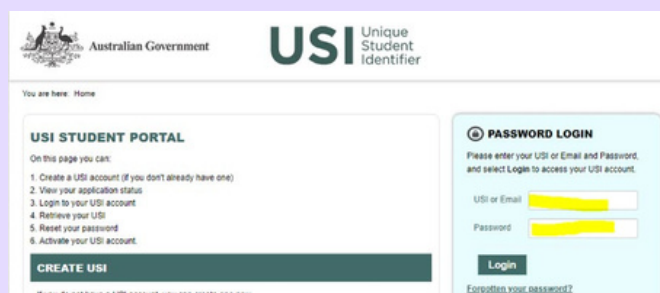 Australian Government
USI Unique
Student
Identifier
You are here: Home
USI STUDENT PORTAL
On this page you can:
1. Create a USI account (if you don't already have one)
2. View your application status
3. Login to your USI account
4. Retrieve your USI
5. Reset your password
6. Activate your USI account.
CREATE USI
PASSWORD LOGIN
Please enter your USI or Email and Password,
and select Login to access your USI account.
USI or Email
Password
Login
Forgotten your password?